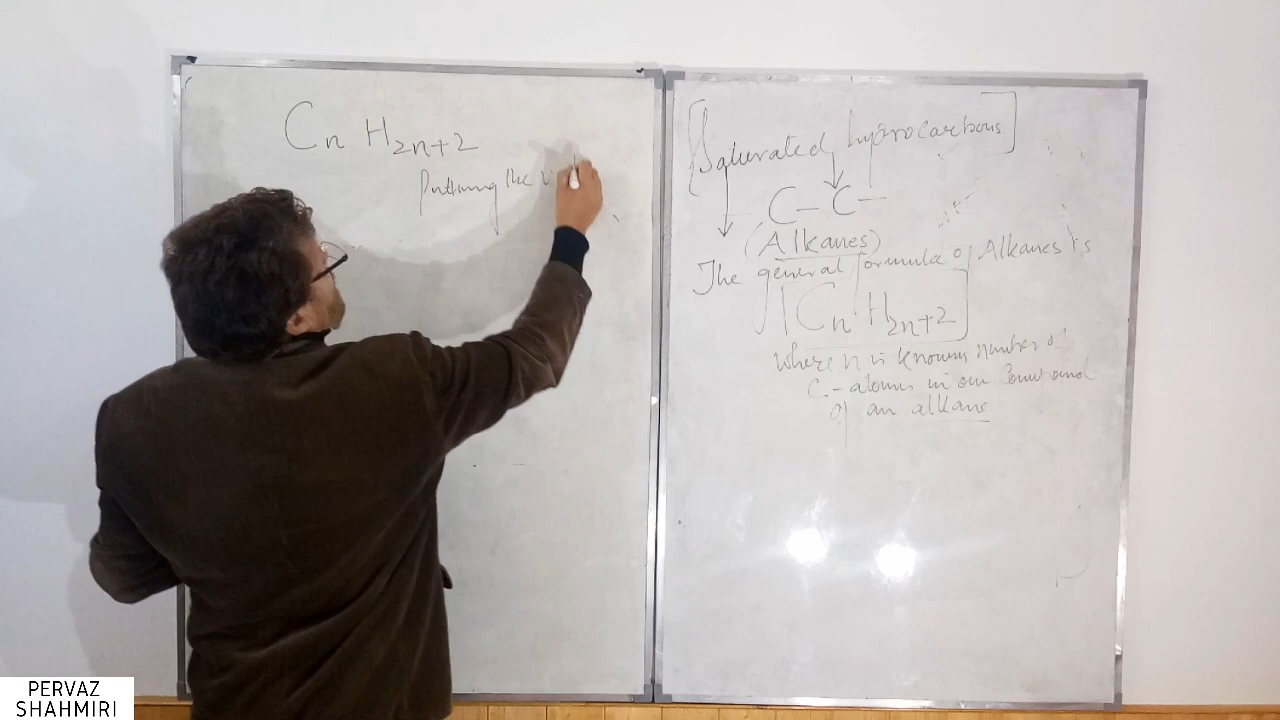 Cn H2n+2
Putting the v
Saturated hydrocarbons
C – C –
(Alkanes)
The general formula of Alkanes is
Cn H2n+2
where n is known number of
C-atoms in our Compound
of an alkane
PERVAZ
SHAHMIRI